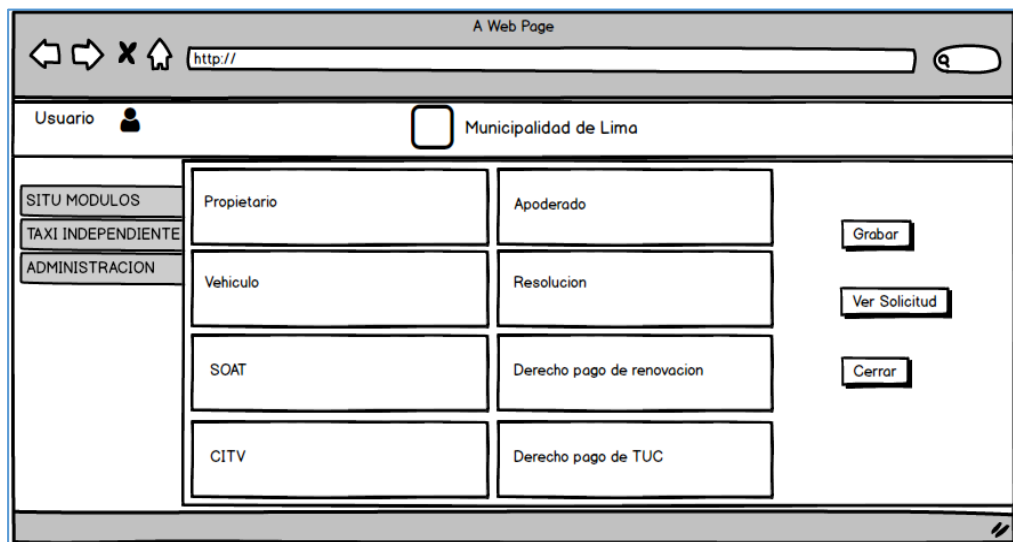 A Web Page
http://
Usuario
Municipalidad de Lima
SITU MODULOS
TAXI INDEPENDIENTE
ADMINISTRACION
Propietario
Apoderado
Vehiculo
Resolucion
SOAT
Derecho pago de renovacion
CITV
Derecho pago de TUC
Grabar
Ver Solicitud
Cerrar